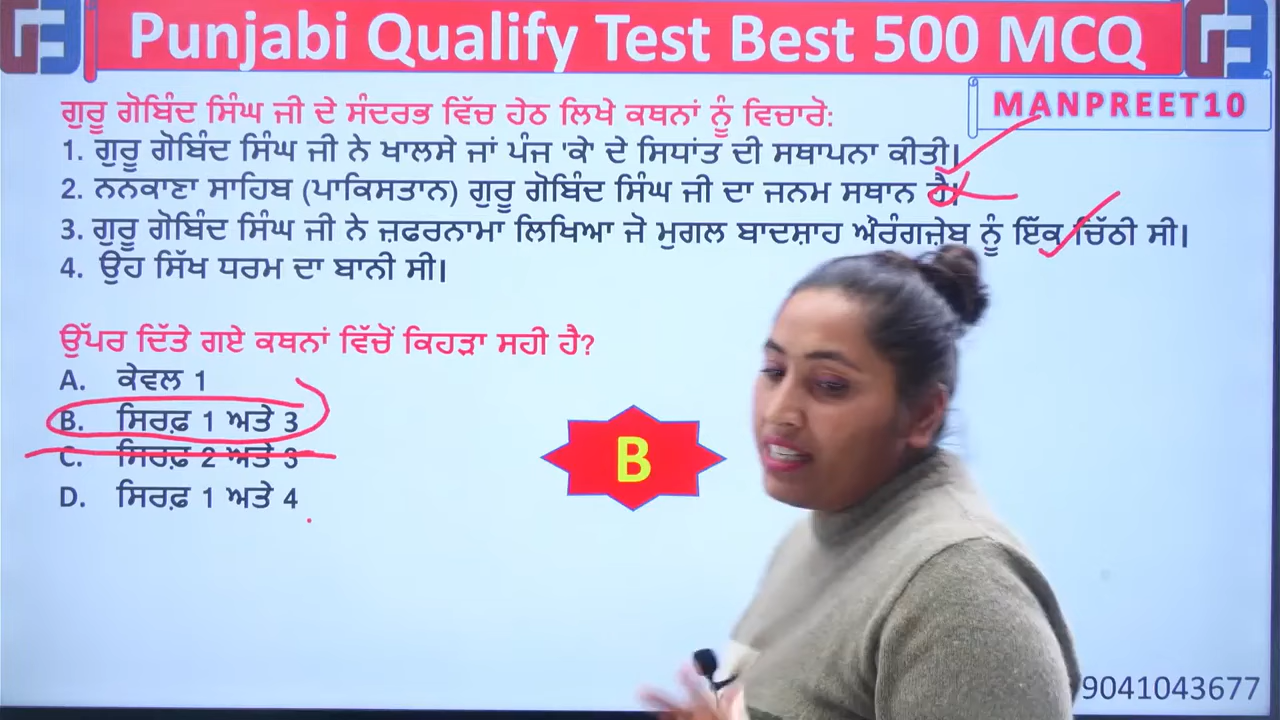 Punjabi Qualify Test Best 500 MCQ
MANPREET10
ਗੁਰੂ ਗੋਬਿੰਦ ਸਿੰਘ ਜੀ ਦੇ ਸੰਦਰਭ ਵਿੱਚ ਹੇਠ ਲਿਖੇ ਕਥਨਾਂ ਨੂੰ ਵਿਚਾਰੋ:
1. ਗੁਰੂ ਗੋਬਿੰਦ ਸਿੰਘ ਜੀ ਨੇ ਖਾਲਸੇ ਜਾਂ ਪੰਜ 'ਕੇ' ਦੇ ਸਿਧਾਂਤ ਦੀ ਸਥਾਪਨਾ ਕੀਤੀ।
2. ਨਨਕਾਣਾ ਸਾਹਿਬ (ਪਾਕਿਸਤਾਨ) ਗੁਰੂ ਗੋਬਿੰਦ ਸਿੰਘ ਜੀ ਦਾ ਜਨਮ ਸਥਾਨ ਹੈ।
3. ਗੁਰੂ ਗੋਬਿੰਦ ਸਿੰਘ ਜੀ ਨੇ ਜ਼ਫਰਨਾਮਾ ਲਿਖਿਆ ਜੋ ਮੁਗਲ ਬਾਦਸ਼ਾਹ ਔਰੰਗਜ਼ੇਬ ਨੂੰ ਇੱਕ ਚਿੱਠੀ ਸੀ।
4. ਉਹ ਸਿੱਖ ਧਰਮ ਦਾ ਬਾਨੀ ਸੀ।
ਉੱਪਰ ਦਿੱਤੇ ਗਏ ਕਥਨਾਂ ਵਿੱਚੋਂ ਕਿਹੜਾ ਸਹੀ ਹੈ?
A. ਕੇਵਲ 1
B. ਸਿਰਫ਼ 1 ਅਤੇ 3
C. ਸਿਰਫ਼ 2 ਅਤੇ 3
D. ਸਿਰਫ਼ 1 ਅਤੇ 4
B
9041043677